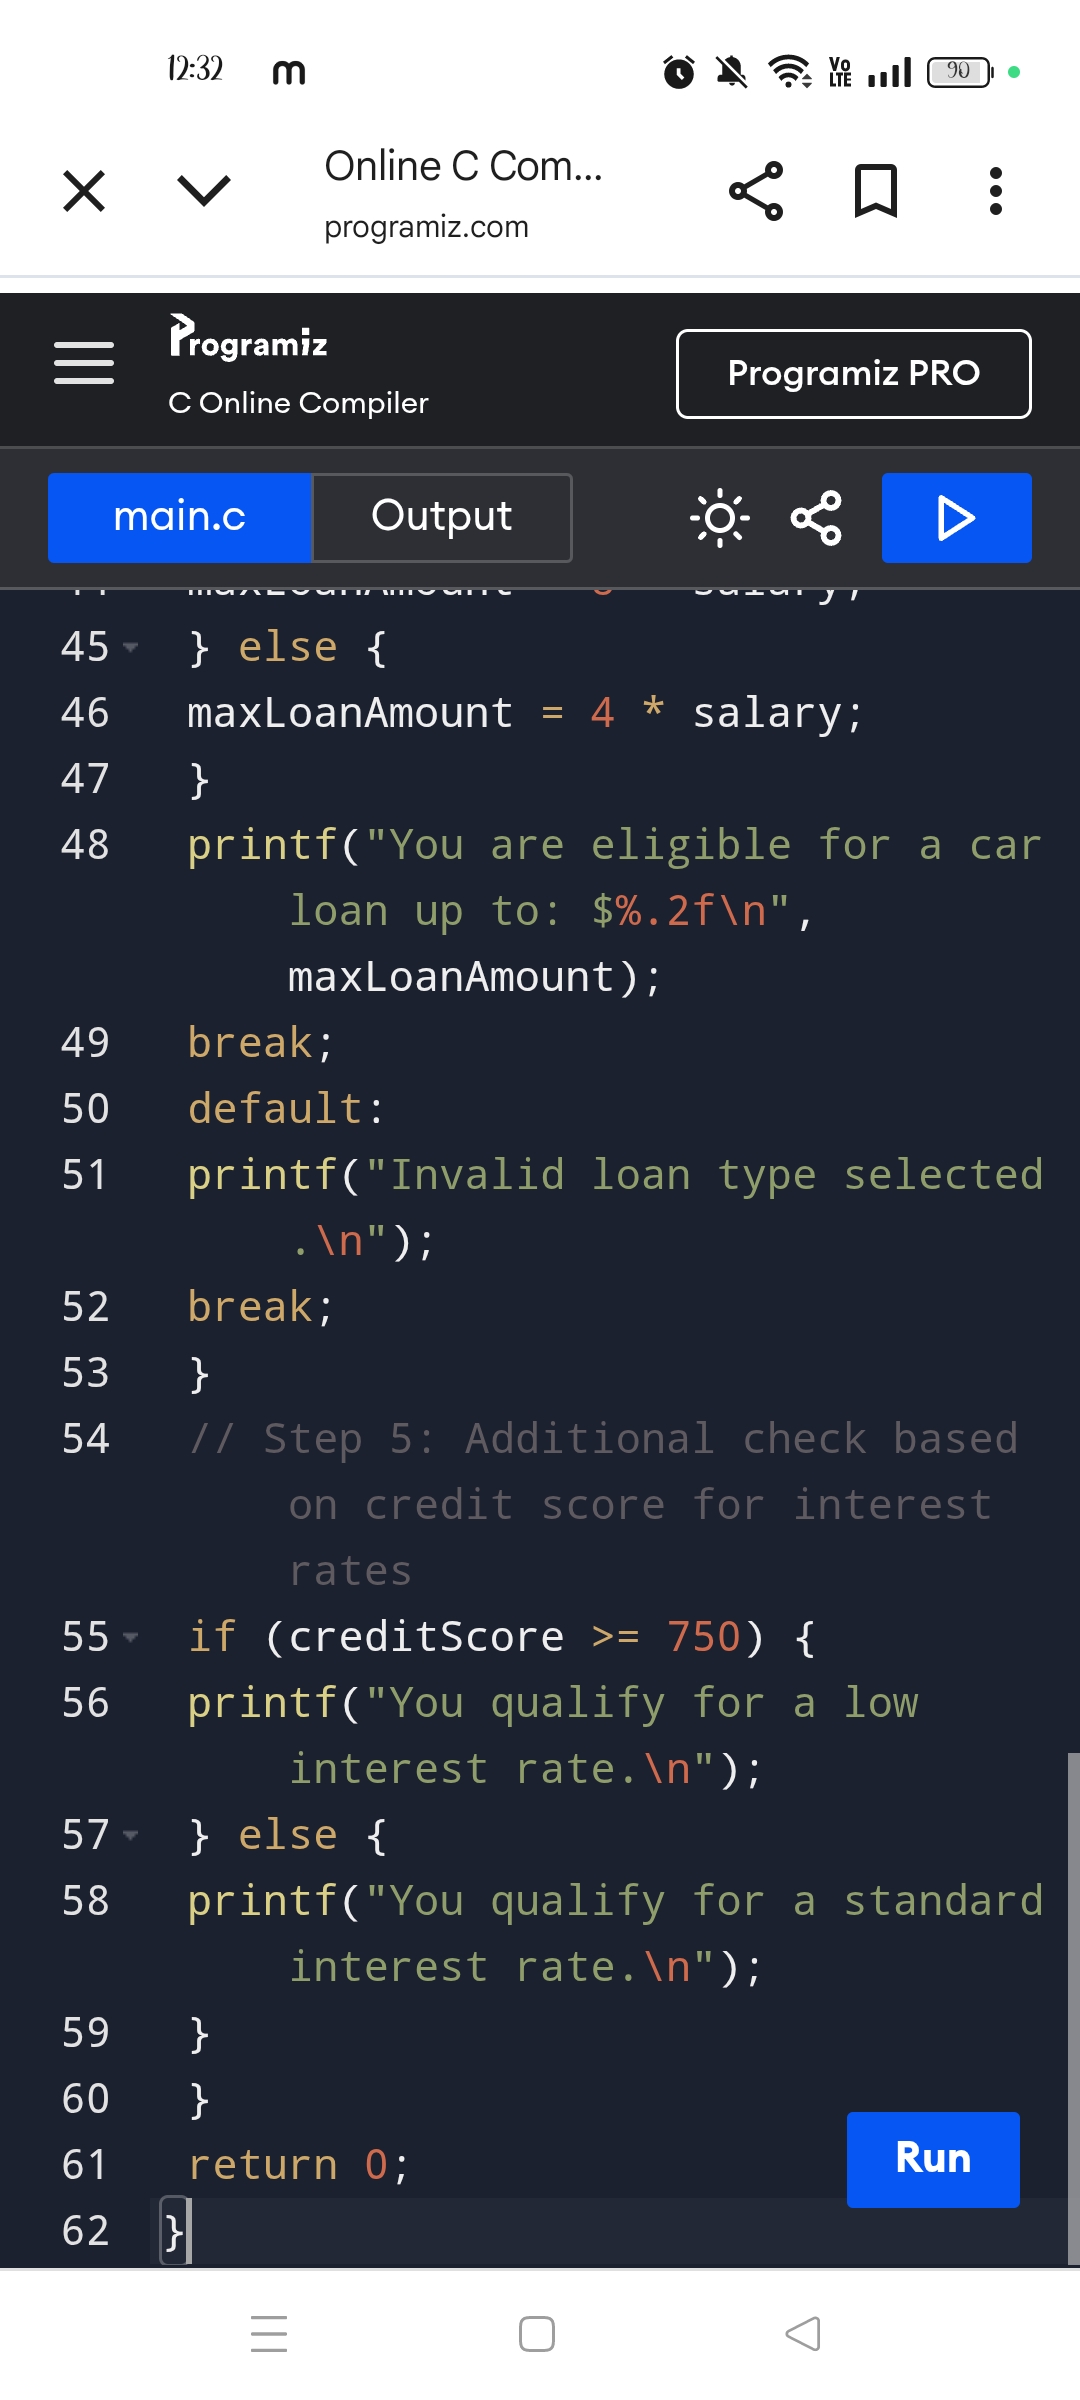 12:32 m Vo LTE 90
Online C Com...
programiz.com
Programiz
C Online Compiler
Programiz PRO
main.c Output
maxLoanAmount salary;
45 } else {
46 maxLoanAmount = 4 * salary;
47 }
48 printf("You are eligible for a car
loan up to: $%.2f\n",
maxLoanAmount);
49 break;
50 default:
51 printf("Invalid loan type selected
.\n");
52 break;
53 }
54 // Step 5: Additional check based
on credit score for interest
rates
55 if (creditScore >= 750) {
56 printf("You qualify for a low
interest rate.\n");
57 } else {
58 printf("You qualify for a standard
interest rate.\n");
59 }
60 }
61 return 0;
62 }
Run